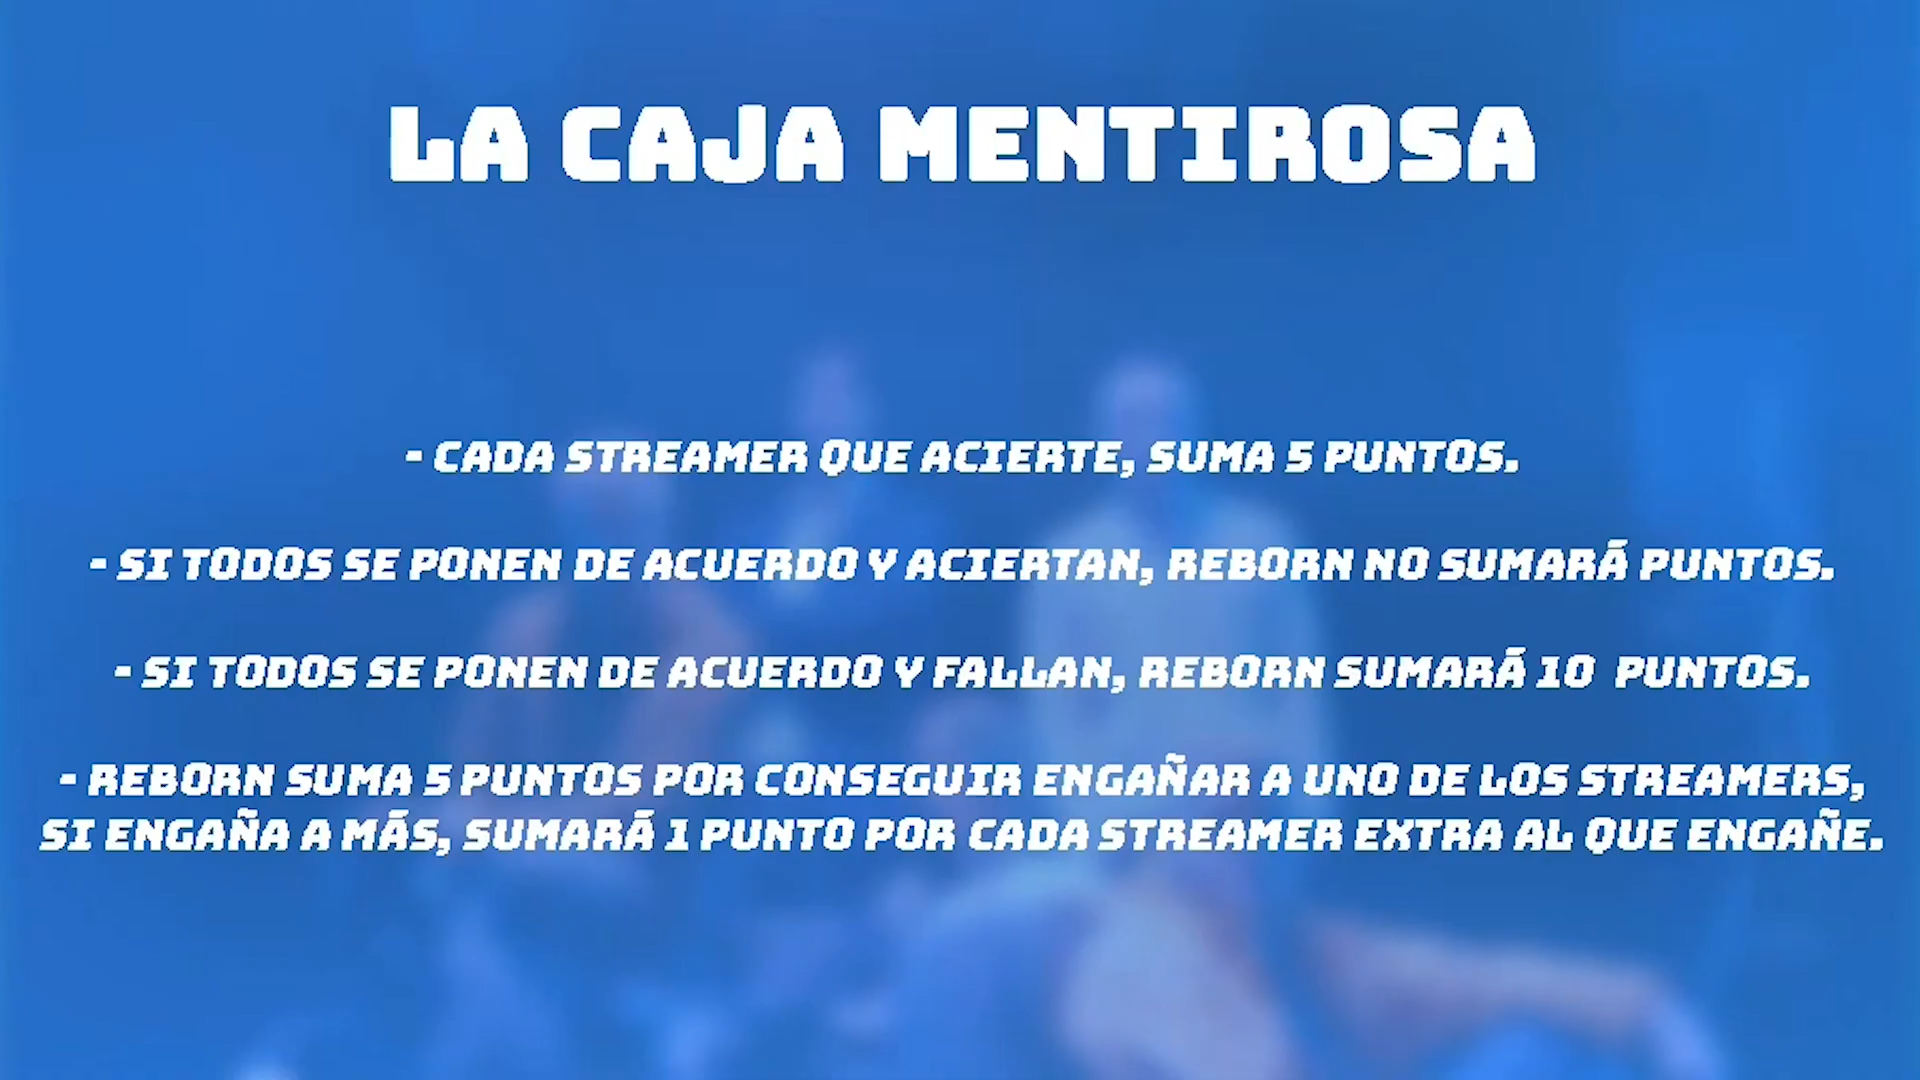 LA CAJA MENTIROSA
- CADA STREAMER QUE ACIERTE, SUMA 5 PUNTOS.
- SI TODOS SE PONEN DE ACUERDO Y ACIERTAN, REBORN NO SUMARÁ PUNTOS.
- SI TODOS SE PONEN DE ACUERDO Y FALLAN, REBORN SUMARÁ 10 PUNTOS.
- REBORN SUMA 5 PUNTOS POR CONSEGUIR ENGAÑAR A UNO DE LOS STREAMERS,
SI ENGAÑA A MÁS, SUMARÁ 1 PUNTO POR CADA STREAMER EXTRA AL QUE ENGAÑE.